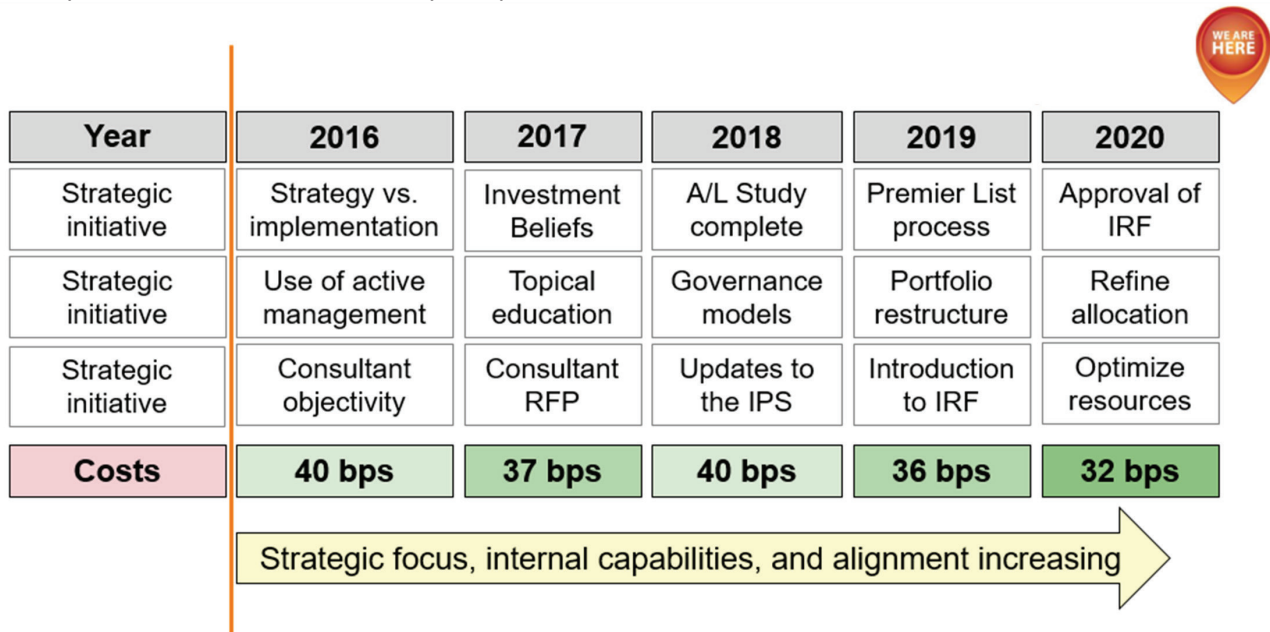 WE ARE
HERE
Year 2016 2017 2018 2019 2020
Strategic initiative
Strategy vs. implementation
Investment Beliefs
A/L Study complete
Premier List process
Approval of IRF
Strategic initiative
Use of active management
Topical education
Governance models
Portfolio restructure
Refine allocation
Strategic initiative
Consultant objectivity
Consultant RFP
Updates to the IPS
Introduction to IRF
Optimize resources
Costs 40 bps 37 bps 40 bps 36 bps 32 bps
Strategic focus, internal capabilities, and alignment increasing